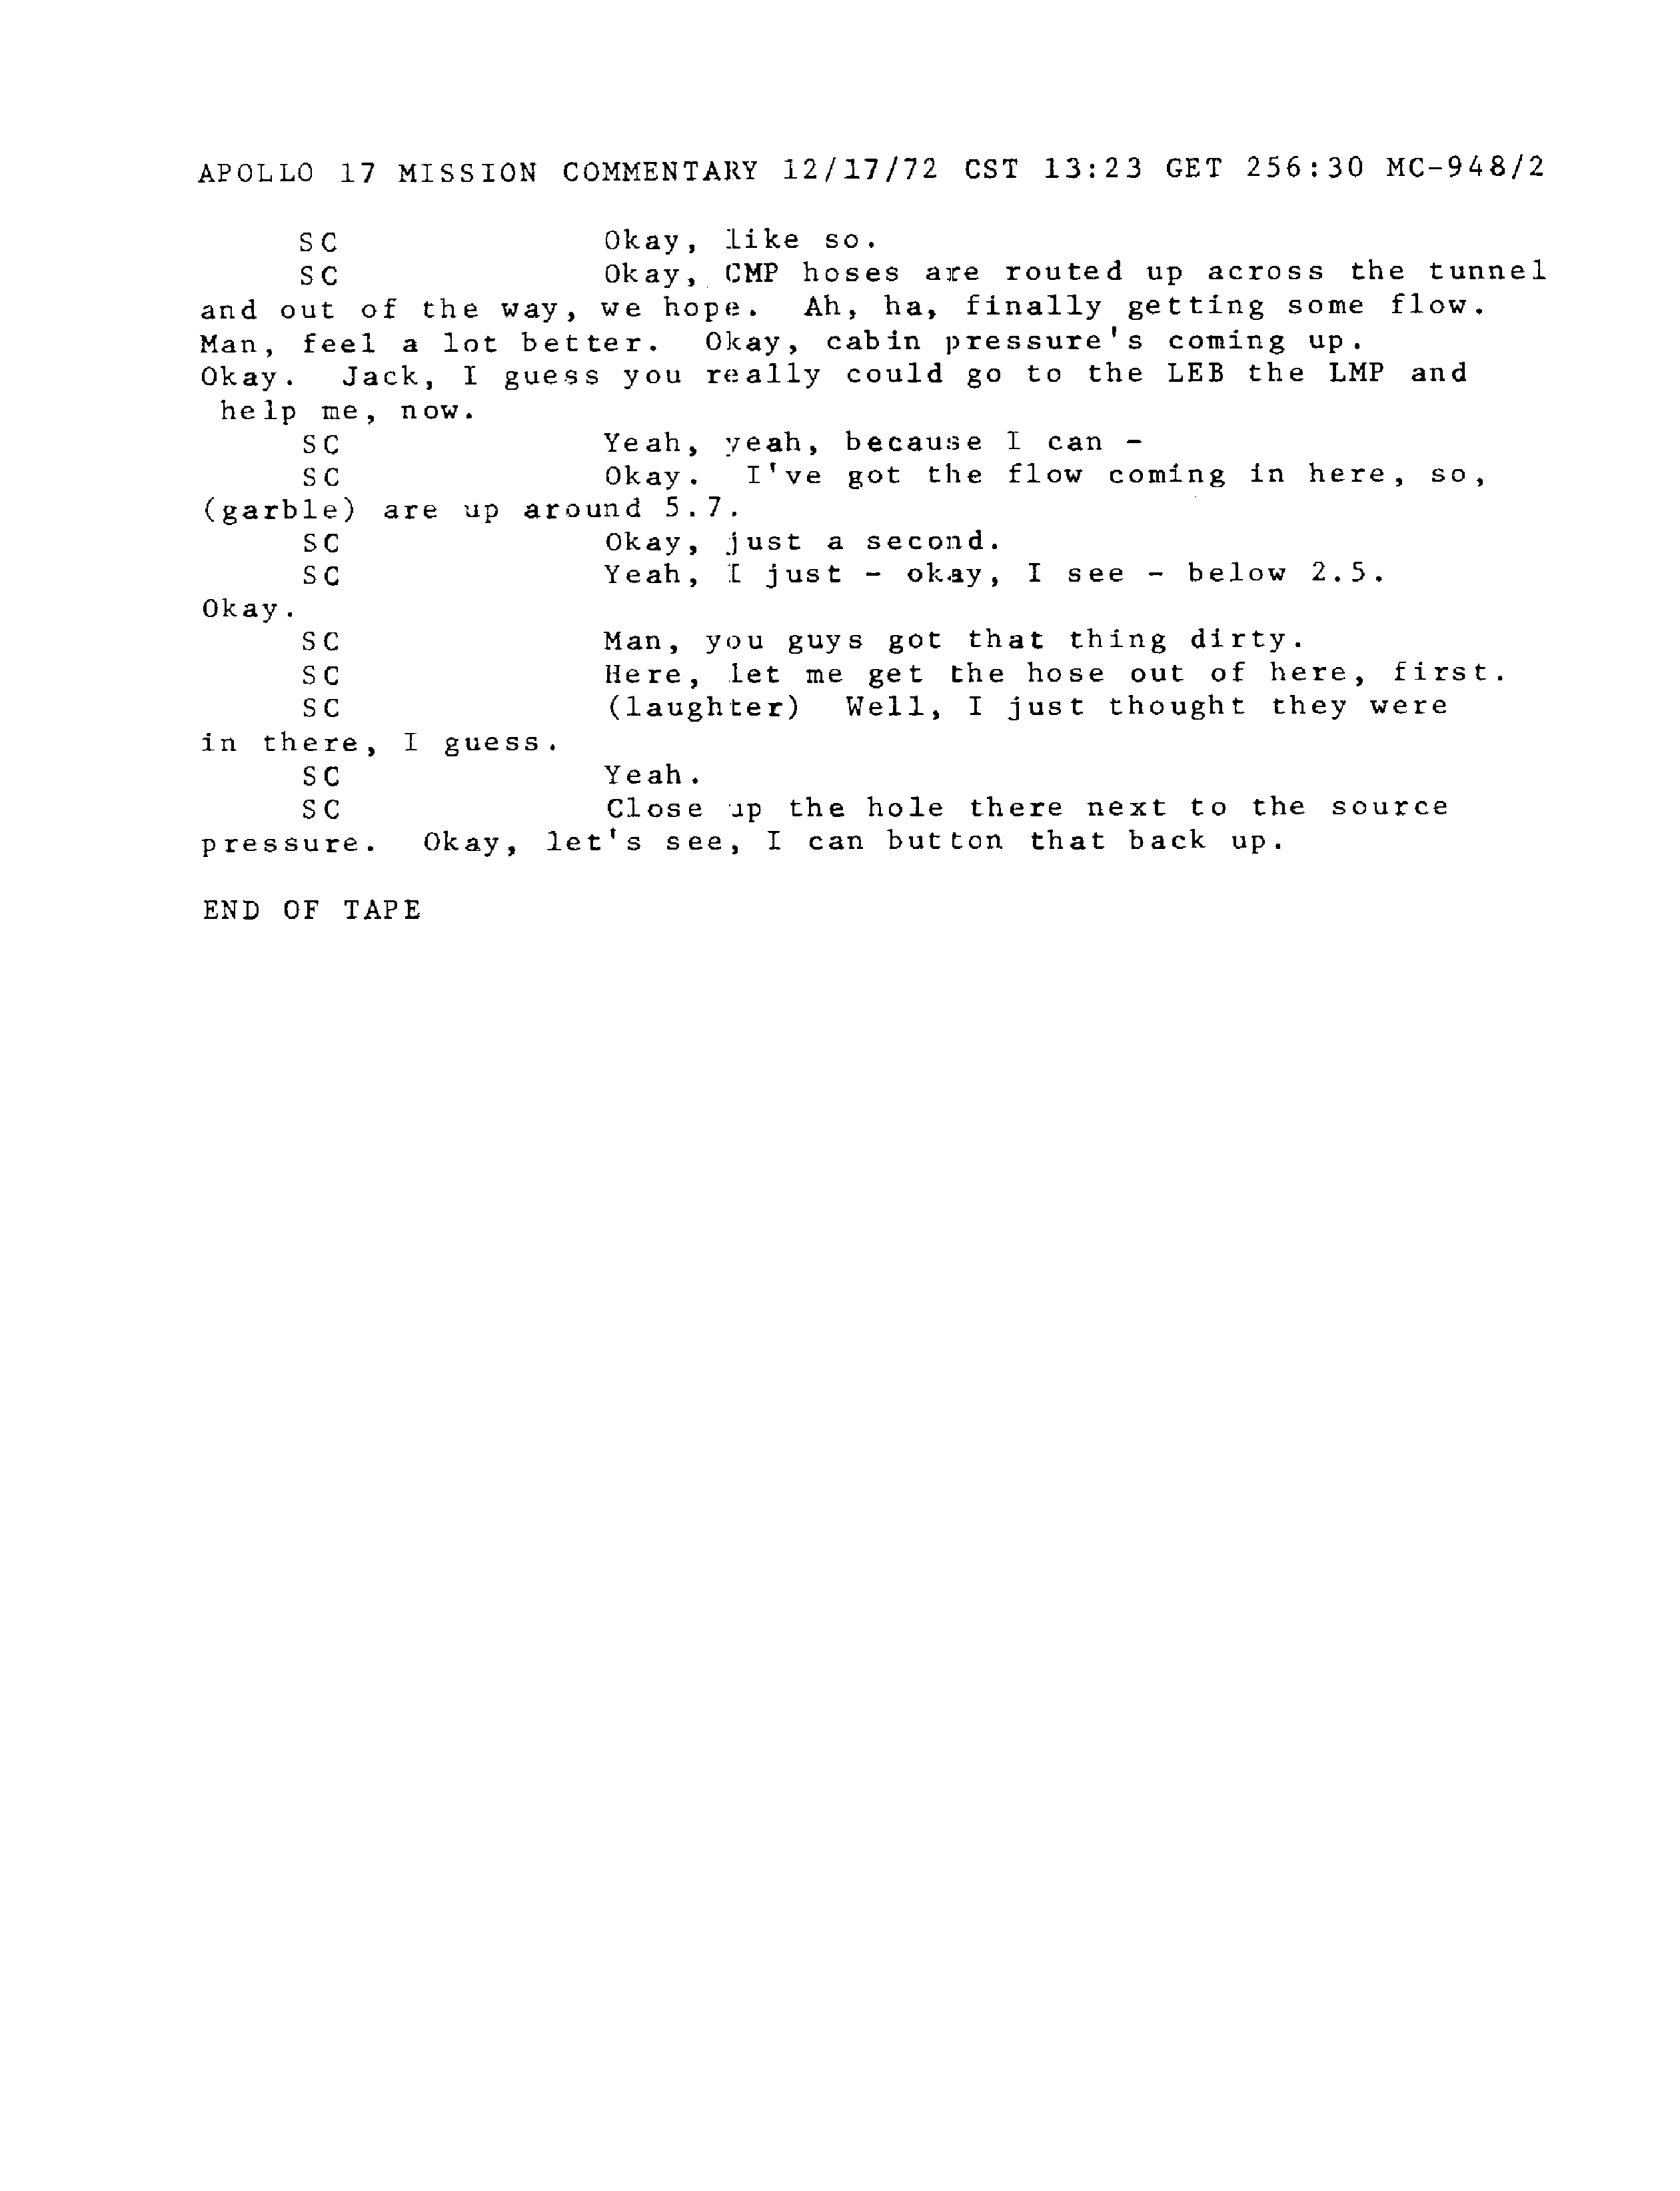 APOLLO 17 MISSION COMMENTARY 12/17/72 CST 13:23 GET 256:30 MC-948/2
SC Okay, like so.
SC Okay, CMP hoses are routed up across the tunnel
and out of the way, we hope. Ah, ha, finally getting some flow.
Man, feel a lot better. Okay, cabin pressure's coming up.
Okay. Jack, I guess you really could go to the LEB the LMP and
help me, now.
SC Yeah, yeah, because I can -
SC Okay. I've got the flow coming in here, so,
(garble) are up around 5.7.
SC Okay, just a second.
SC Yeah, I just - okay, I see - below 2.5.
Okay.
SC Man, you guys got that thing dirty.
SC Here, let me get the hose out of here, first.
SC (laughter) Well, I just thought they were
in there, I guess.
SC Yeah.
SC Close up the hole there next to the source
pressure. Okay, let's see, I can button that back up.
END OF TAPE